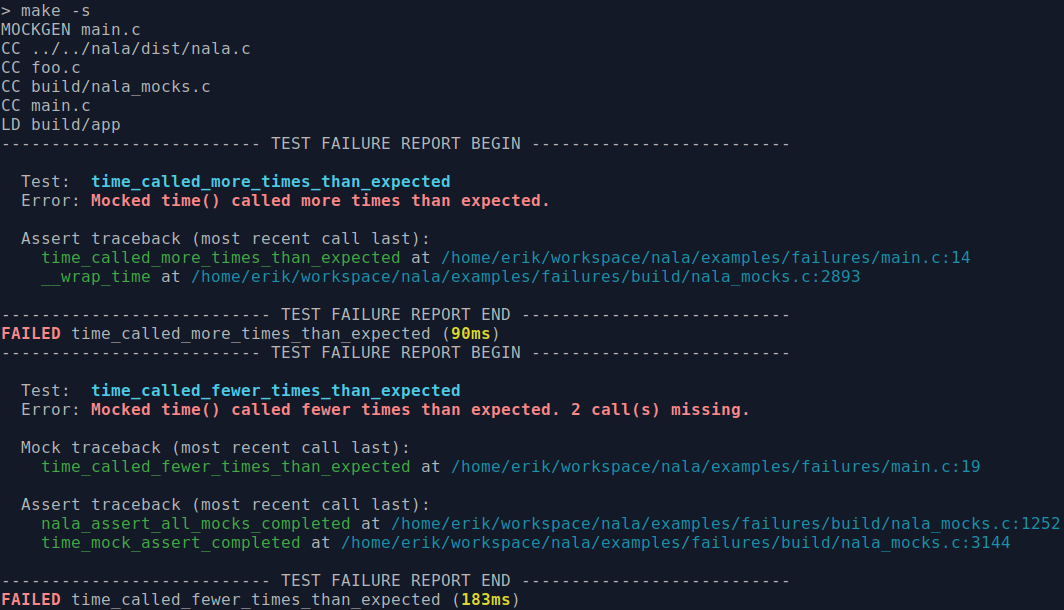 > make -s
MOCKGEN main.c
CC ../../nala/dist/nala.c
CC foo.c
CC build/nala_mocks.c
CC main.c
LD build/app
-------------------------- TEST FAILURE REPORT BEGIN --------------------------
Test:  time_called_more_times_than_expected
Error: Mocked time() called more times than expected.
Assert traceback (most recent call last):
time_called_more_times_than_expected at /home/erik/workspace/nala/examples/failures/main.c:14
__wrap_time at /home/erik/workspace/nala/examples/failures/build/nala_mocks.c:2893
--------------------------- TEST FAILURE REPORT END ---------------------------
FAILED time_called_more_times_than_expected (90ms)
-------------------------- TEST FAILURE REPORT BEGIN --------------------------
Test:  time_called_fewer_times_than_expected
Error: Mocked time() called fewer times than expected. 2 call(s) missing.
Mock traceback (most recent call last):
time_called_fewer_times_than_expected at /home/erik/workspace/nala/examples/failures/main.c:19
Assert traceback (most recent call last):
nala_assert_all_mocks_completed at /home/erik/workspace/nala/examples/failures/build/nala_mocks.c:1252
time_mock_assert_completed at /home/erik/workspace/nala/examples/failures/build/nala_mocks.c:3144
--------------------------- TEST FAILURE REPORT END ---------------------------
FAILED time_called_fewer_times_than_expected (183ms)